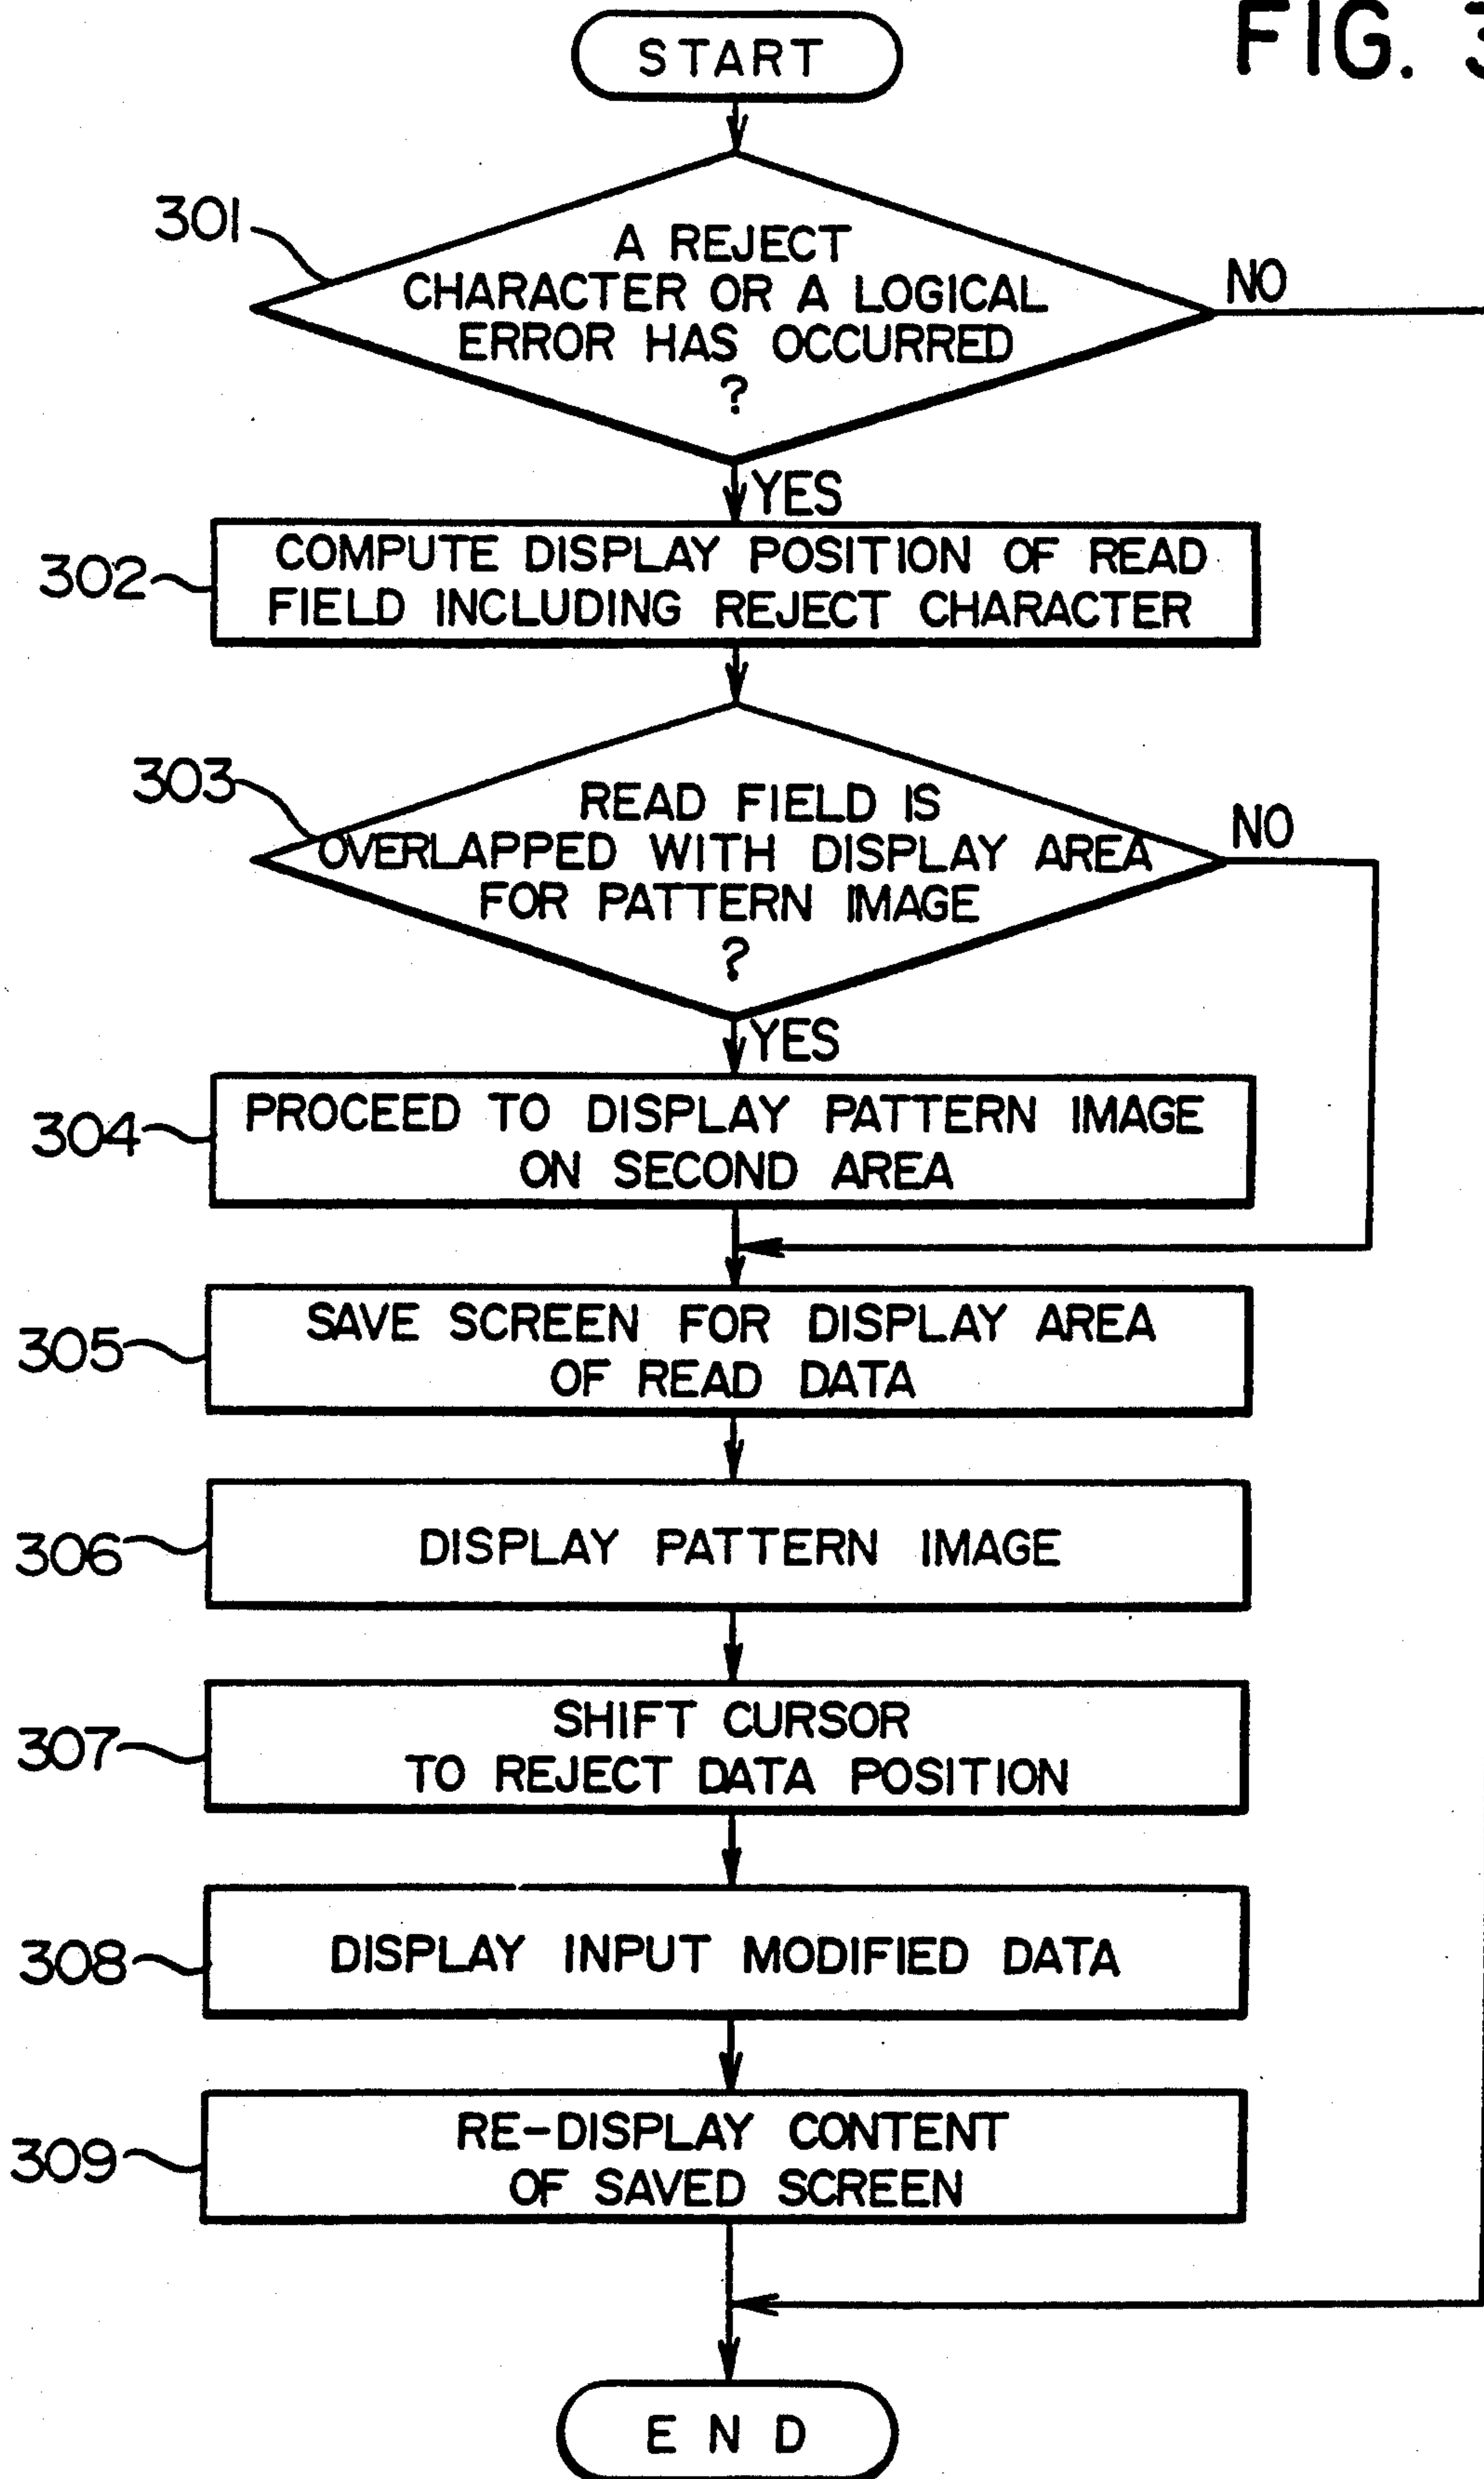 FIG. 3
START
301
A REJECT
CHARACTER OR A LOGICAL
ERROR HAS OCCURRED
?
NO
YES
302
COMPUTE DISPLAY POSITION OF READ
FIELD INCLUDING REJECT CHARACTER
303
READ FIELD IS
OVERLAPPED WITH DISPLAY AREA
FOR PATTERN IMAGE
?
NO
YES
304
PROCEED TO DISPLAY PATTERN IMAGE
ON SECOND AREA
305
SAVE SCREEN FOR DISPLAY AREA
OF READ DATA
306
DISPLAY PATTERN IMAGE
307
SHIFT CURSOR
TO REJECT DATA POSITION
308
DISPLAY INPUT MODIFIED DATA
309
RE-DISPLAY CONTENT
OF SAVED SCREEN
END